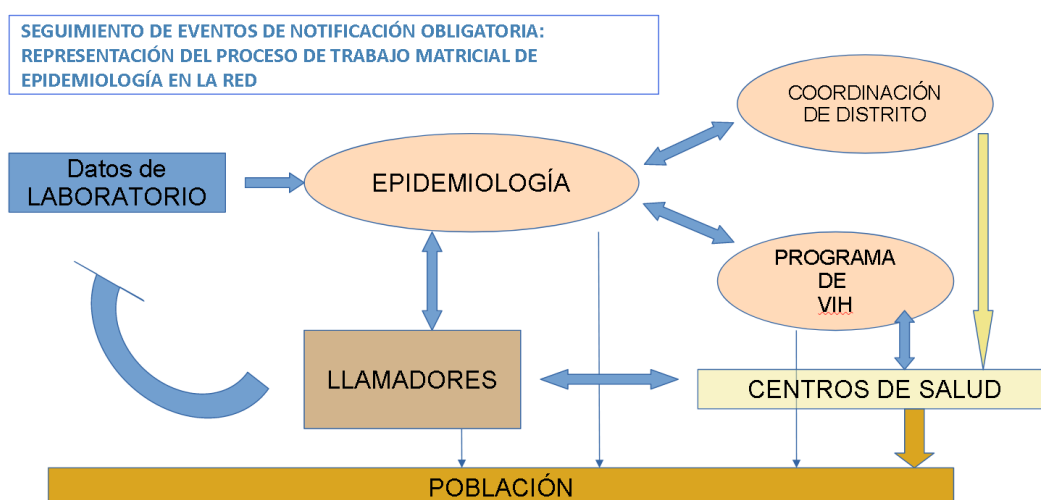 SEGUIMIENTO DE EVENTOS DE NOTIFICACIÓN OBLIGATORIA:
REPRESENTACIÓN DEL PROCESO DE TRABAJO MATRICIAL DE
EPIDEMIOLOGÍA EN LA RED
COORDINACIÓN
DE DISTRITO
Datos de
LABORATORIO
EPIDEMIOLOGÍA
PROGRAMA
DE
VIH
LLAMADORES
CENTROS DE SALUD
POBLACIÓN